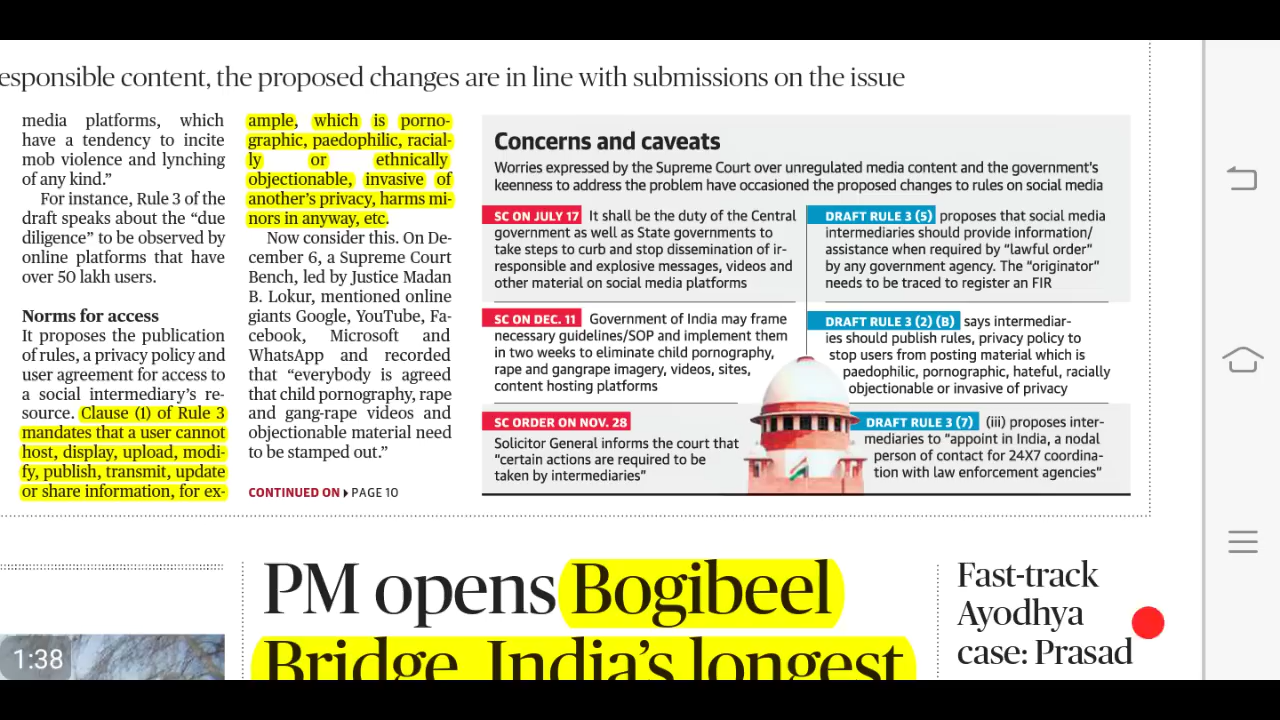 esponsible content, the proposed changes are in line with submissions on the issue
media platforms, which
have a tendency to incite
mob violence and lynching
of any kind.”
For instance, Rule 3 of the
draft speaks about the “due
diligence” to be observed by
online platforms that have
over 50 lakh users.
Norms for access
It proposes the publication
of rules, a privacy policy and
user agreement for access to
a social intermediary’s re-
source. Clause (1) of Rule 3
mandates that a user cannot
host, display, upload, modi-
fy, publish, transmit, update
or share information, for ex-
ample, which is porno-
graphic, paedophilic, racial-
ly or ethnically
objectionable, invasive of
another’s privacy, harms mi-
nors in anyway, etc.
Now consider this. On De-
cember 6, a Supreme Court
Bench, led by Justice Madan
B. Lokur, mentioned online
giants Google, YouTube, Fa-
cebook, Microsoft and
WhatsApp and recorded
that “everybody is agreed
that child pornography, rape
and gang-rape videos and
objectionable material need
to be stamped out.”
CONTINUED ON PAGE 10
Concerns and caveats
Worries expressed by the Supreme Court over unregulated media content and the government’s
keenness to address the problem have occasioned the proposed changes to rules on social media
SC ON JULY 17 It shall be the duty of the Central
government as well as State governments to
take steps to curb and stop dissemination of ir-
responsible and explosive messages, videos and
other material on social media platforms
SC ON DEC. 11 Government of India may frame
necessary guidelines/SOP and implement them
in two weeks to eliminate child pornography,
rape and gangrape imagery, videos, sites,
content hosting platforms
SC ORDER ON NOV. 28
Solicitor General informs the court that
“certain actions are required to be
taken by intermediaries”
DRAFT RULE 3 (5) proposes that social media
intermediaries should provide information/
assistance when required by “lawful order”
by any government agency. The “originator”
needs to be traced to register an FIR
DRAFT RULE 3 (2) (B) says intermediar-
ies should publish rules, privacy policy to
stop users from posting material which is
paedophilic, pornographic, hateful, racially
objectionable or invasive of privacy
DRAFT RULE 3 (7) (iii) proposes inter-
mediaries to “appoint in India, a nodal
person of contact for 24X7 coordina-
tion with law enforcement agencies”
PM opens Bogibeel
Bridge, India’s longest
Fast-track
Ayodhya
case: Prasad
1:38